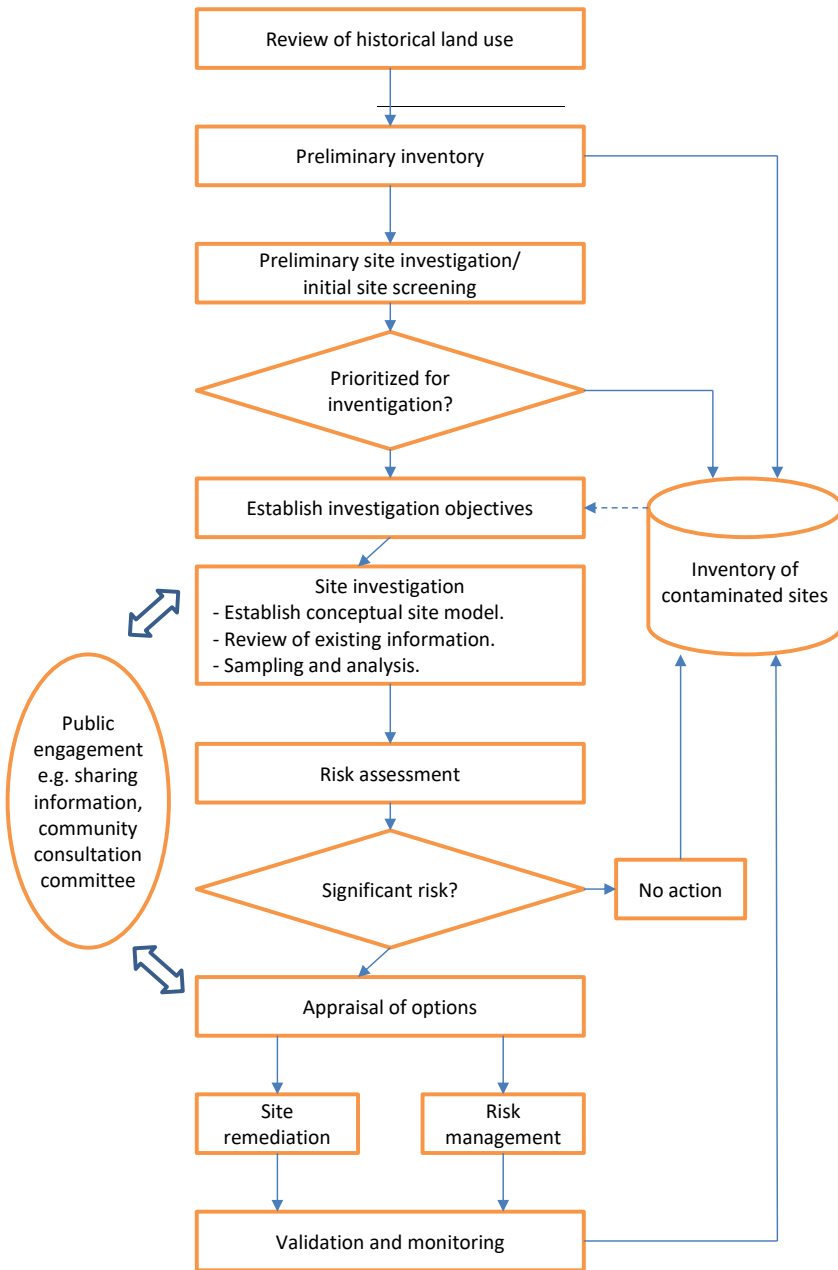 Review of historical land use
Preliminary inventory
Preliminary site investigation/
initial site screening
Prioritized for
inventigation?
Establish investigation objectives
Inventory of
contaminated sites
Site investigation
- Establish conceptual site model.
- Review of existing information.
- Sampling and analysis.
Public
engagement
e.g. sharing
information,
community
consultation
committee
Risk assessment
Significant risk?
No action
Appraisal of options
Site
remediation
Risk
management
Validation and monitoring